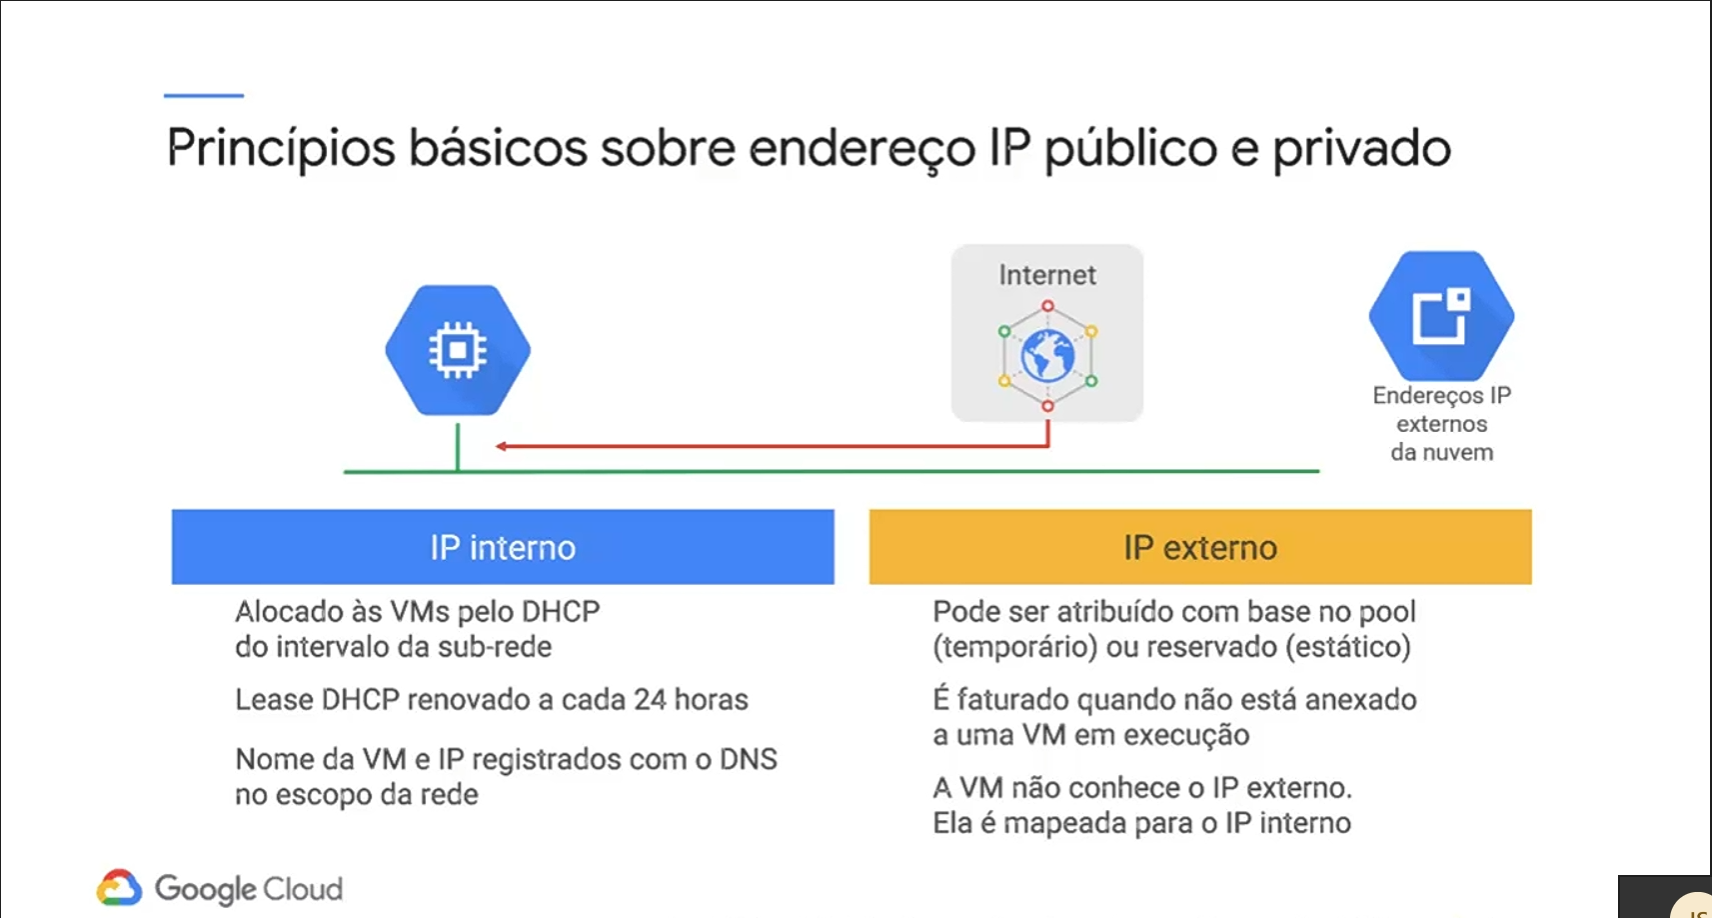 Princípios básicos sobre endereço IP público e privado
Internet
Endereços IP
externos
da nuvem
IP interno
Alocado às VMs pelo DHCP
do intervalo da sub-rede
Lease DHCP renovado a cada 24 horas
Nome da VM e IP registrados com o DNS
no escopo da rede
IP externo
Pode ser atribuído com base no pool
(temporário) ou reservado (estático)
É faturado quando não está anexado
a uma VM em execução
A VM não conhece o IP externo.
Ela é mapeada para o IP interno
Google Cloud